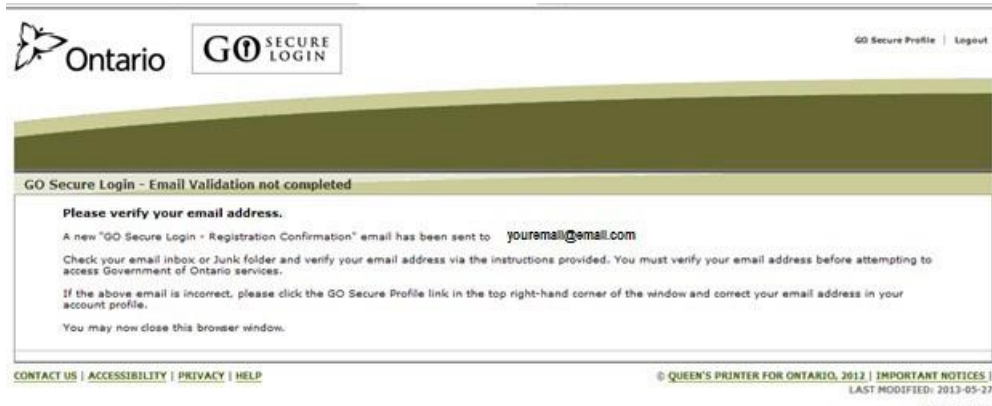 Ontario
GO SECURE LOGIN
GO Secure Profile | Logout
GO Secure Login - Email Validation not completed
Please verify your email address.
A new "GO Secure Login - Registration Confirmation" email has been sent to youremail@email.com
Check your email inbox or Junk folder and verify your email address via the instructions provided. You must verify your email address before attempting to
access Government of Ontario services.
If the above email is incorrect, please click the GO Secure Profile link in the top right-hand corner of the window and correct your email address in your
account profile.
You may now close this browser window.
CONTACT US | ACCESSIBILITY | PRIVACY | HELP
© QUEEN'S PRINTER FOR ONTARIO, 2012 | IMPORTANT NOTICES |
LAST MODIFIED: 2013-05-27